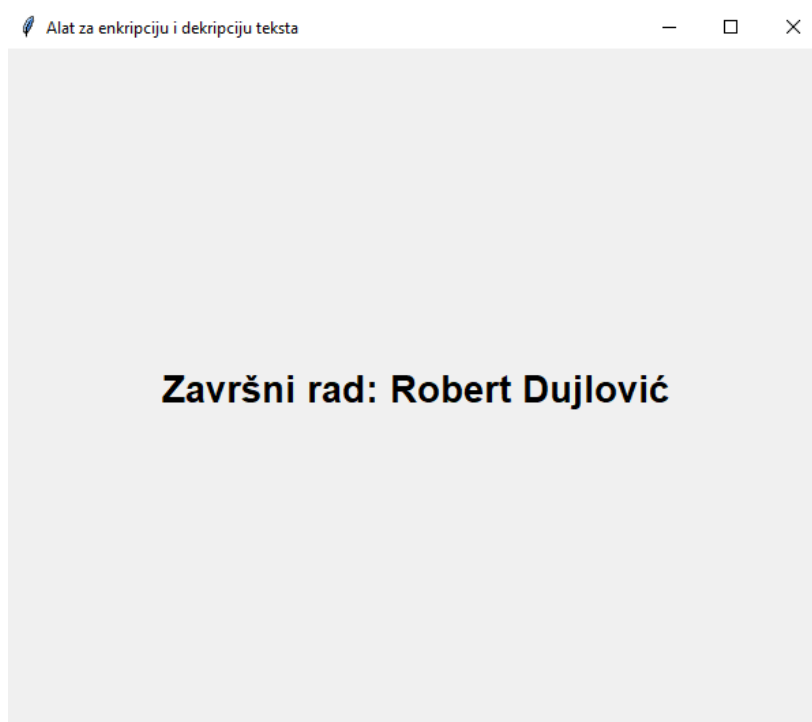 Alat za enkripciju i dekripciju teksta
Završni rad: Robert Dujlović